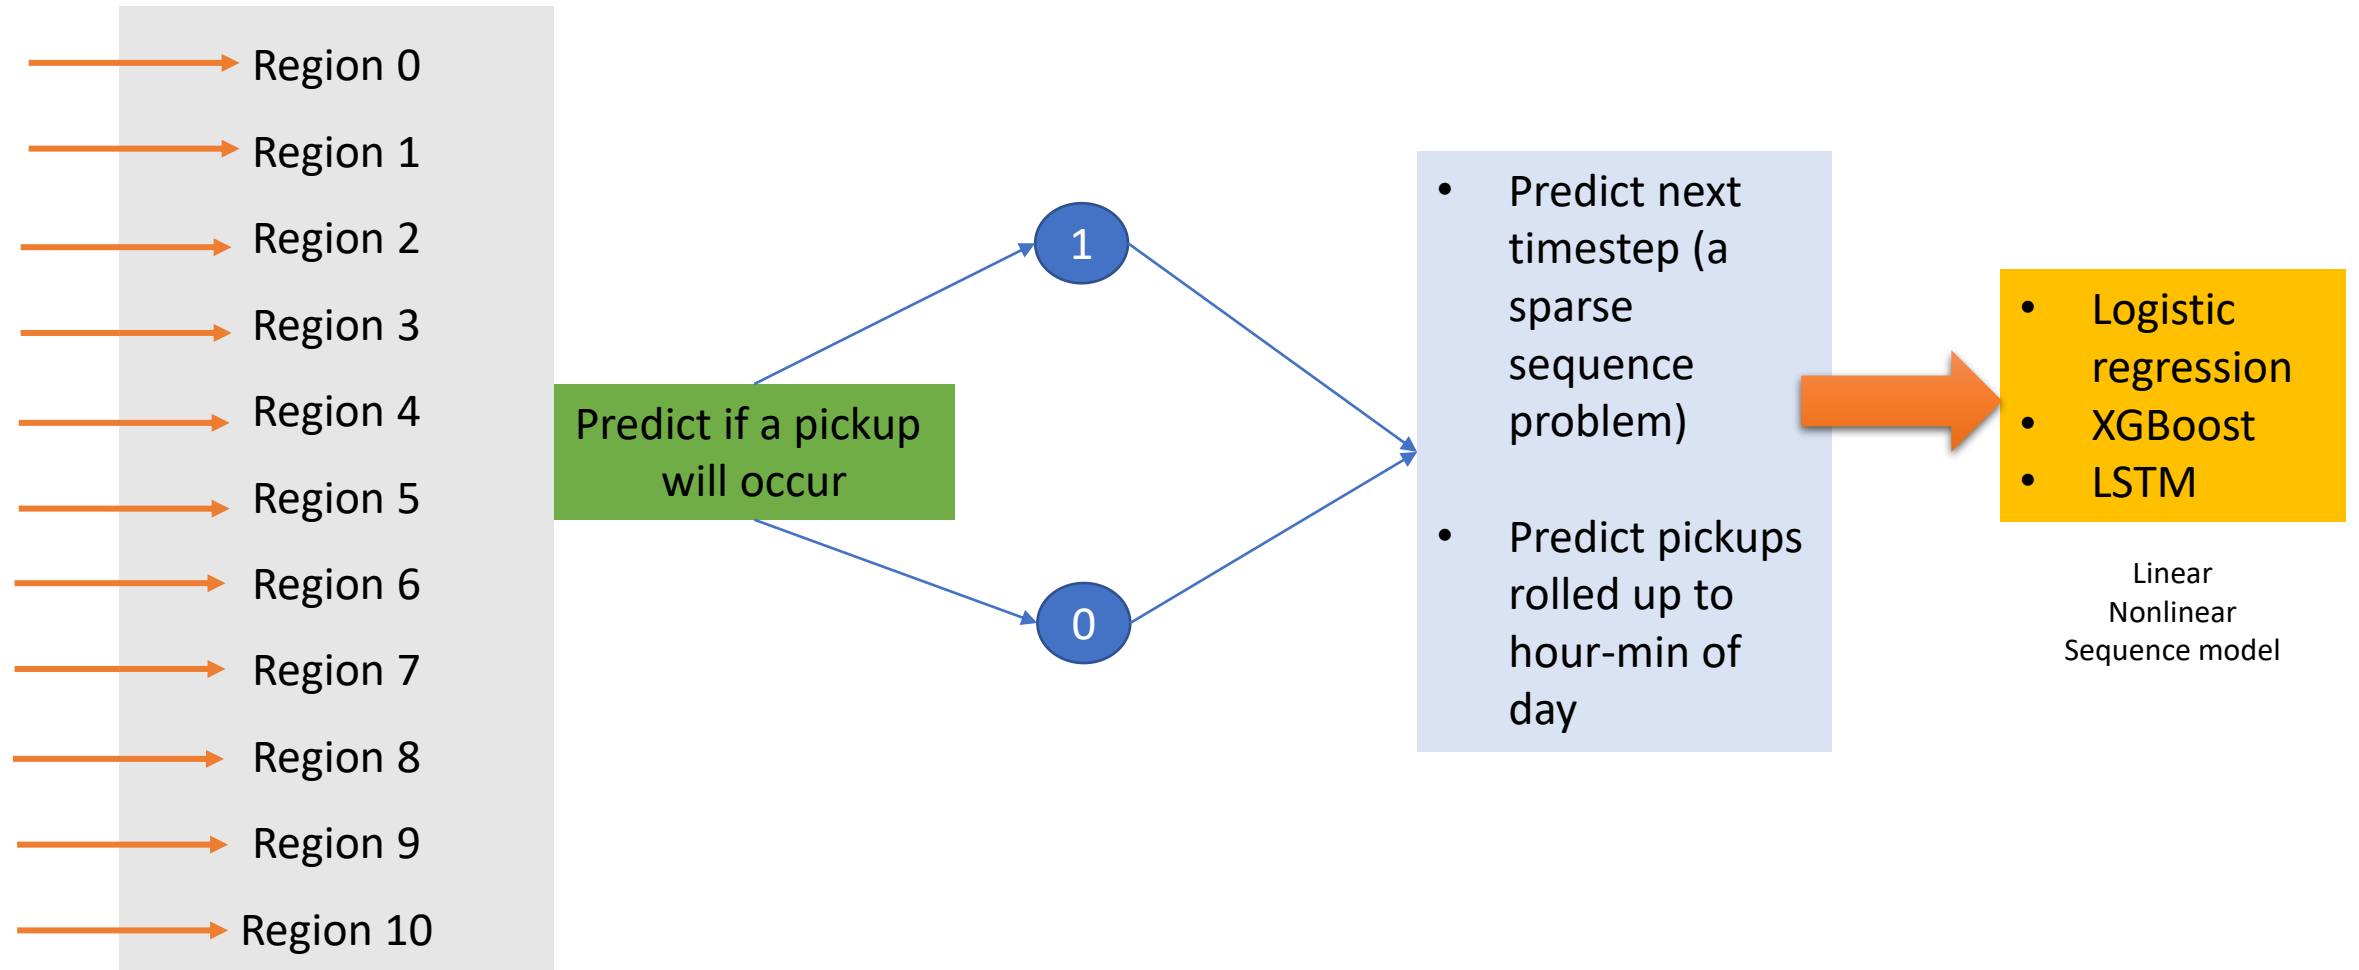 Region 0
Region 1
Region 2
Region 3
Region 4
Region 5
Region 6
Region 7
Region 8
Region 9
Region 10
Predict if a pickup
will occur
1
0
• Predict next
timestep (a
sparse
sequence
problem)
• Predict pickups
rolled up to
hour-min of
day
• Logistic
regression
• XGBoost
• LSTM
Linear
Nonlinear
Sequence model